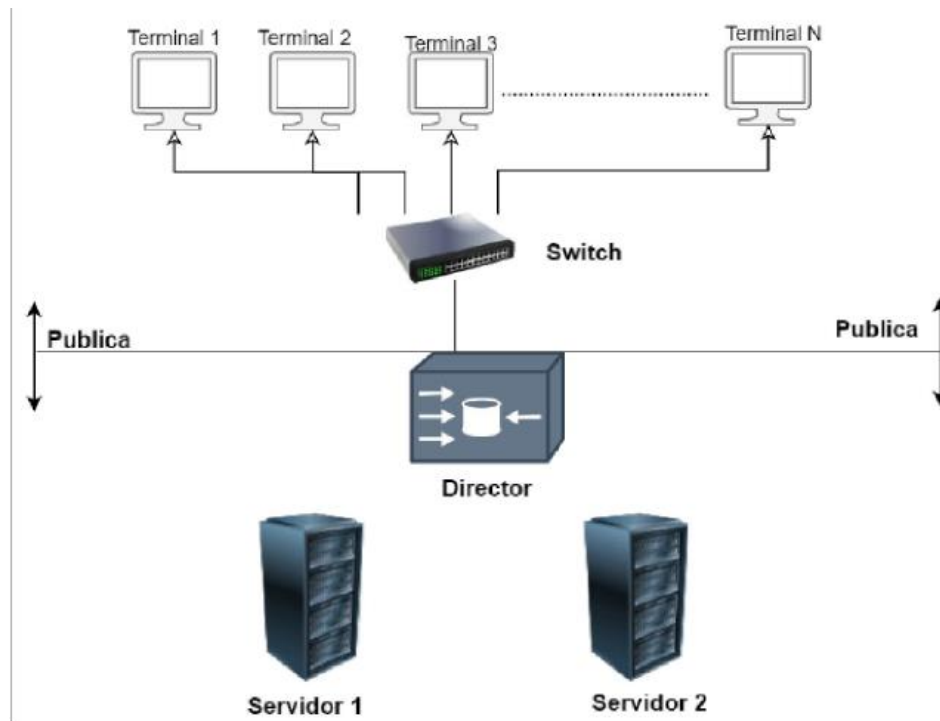 Terminal 1
Terminal 2
Terminal 3
Terminal N
Switch
Publica
Publica
Director
Servidor 1
Servidor 2